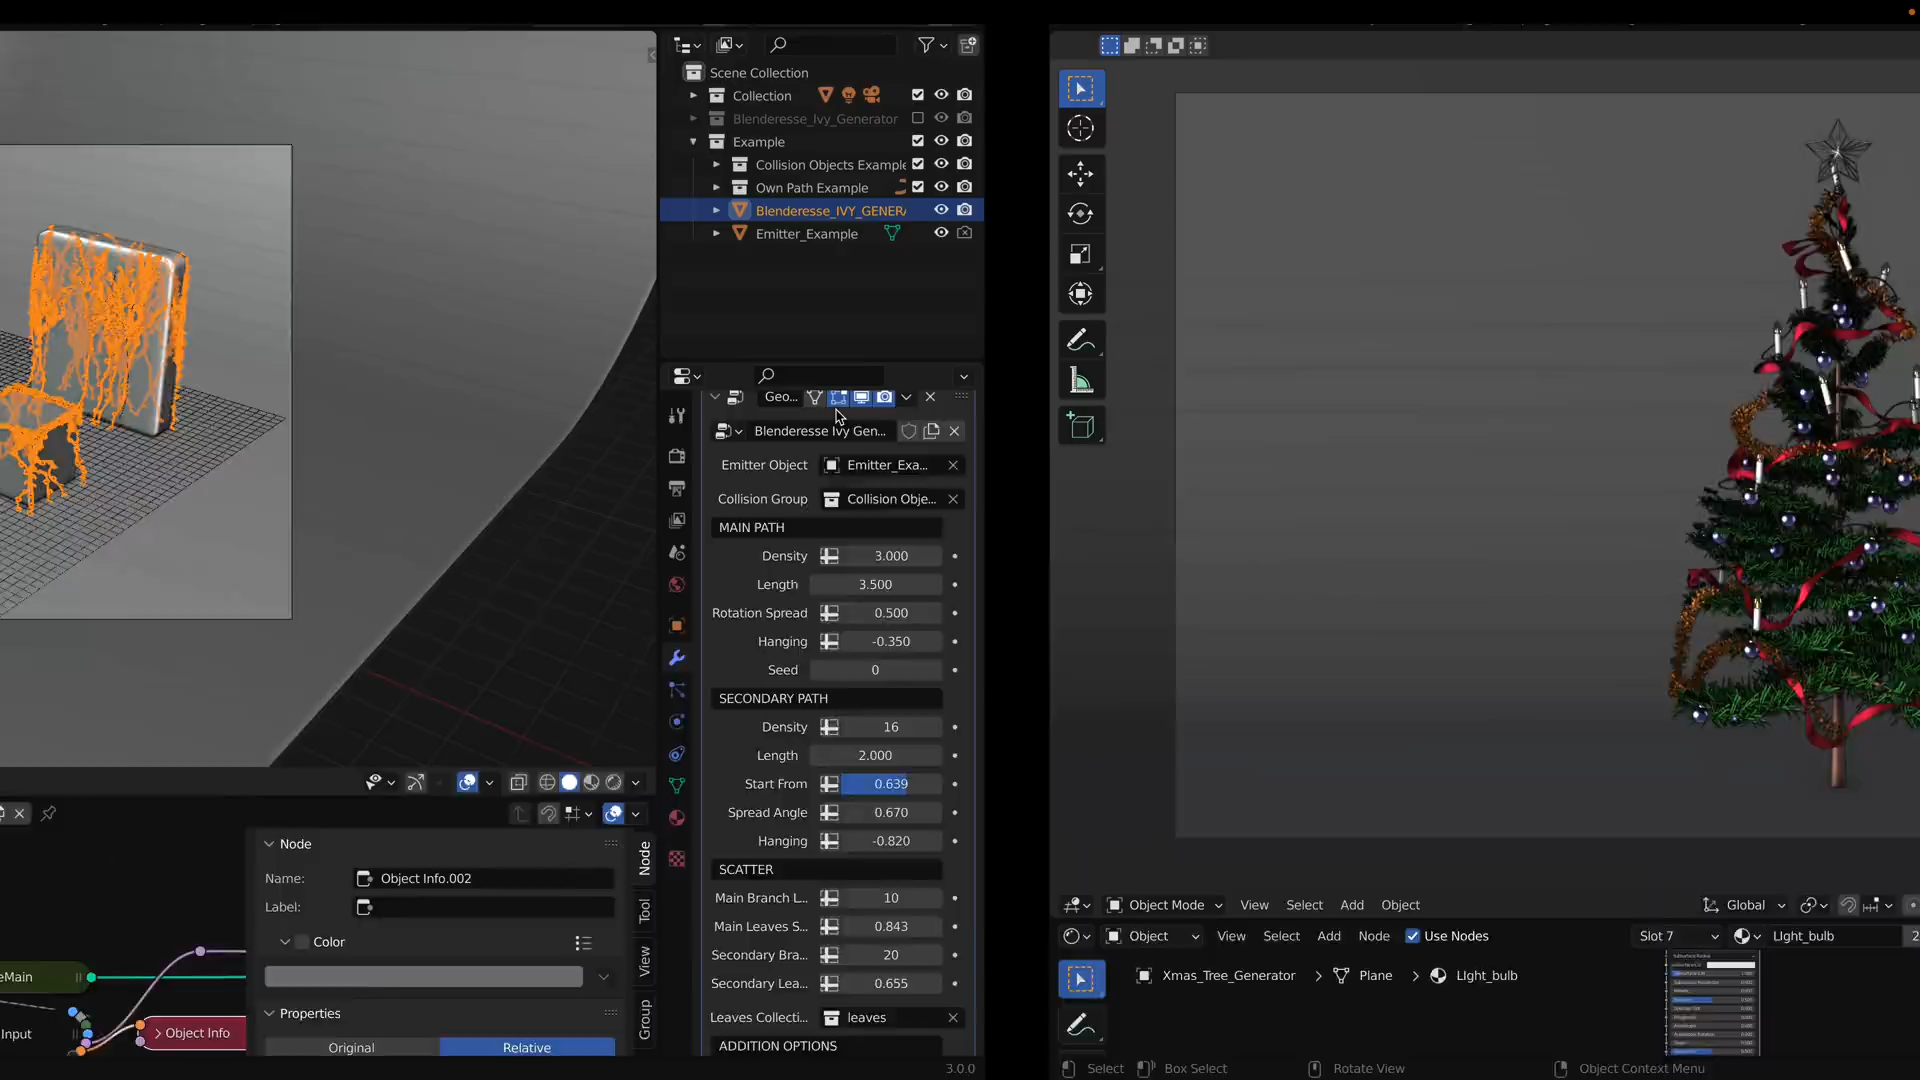 Scene Collection
Collection
Blenderesse_Ivy_Generator
Example
Collision Objects Example
Own Path Example
Blenderesse_IVY_GENER
Emitter_Example
Geo...
Blenderesse Ivy Gen...
Emitter Object Emitter_Exa...
Collision Group Collision Obje...
MAIN PATH
Density 3.000
Length 3.500
Rotation Spread 0.500
Hanging -0.350
Seed 0
SECONDARY PATH
Density 16
Length 2.000
Start From 0.639
Spread Angle 0.670
Hanging -0.820
SCATTER
Main Branch L... 10
Main Leaves S... 0.843
Secondary Bra... 20
Secondary Lea... 0.655
Leaves Collecti... leaves
ADDITION OPTIONS
3.0.0
Node
Name: Object Info.002
Label:
Color
Properties
Original Relative
Node
Tool
View
Group
eMain
Input
Object Info
Object Mode View Select Add Object Global
Object View Select Add Node Use Nodes Slot 7 LIght_bulb 2
Xmas_Tree_Generator > Plane > LIght_bulb
Select Box Select Rotate View Object Context Menu